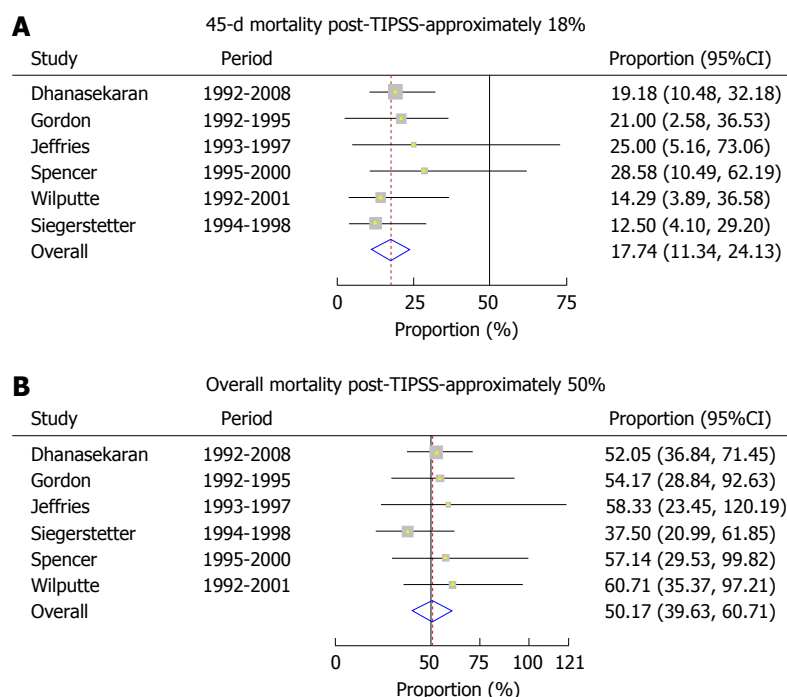 A
45-d mortality post-TIPSS-approximately 18%
Study Period Proportion (95%CI)
Dhanasekaran 1992-2008 19.18 (10.48, 32.18)
Gordon 1992-1995 21.00 (2.58, 36.53)
Jeffries 1993-1997 25.00 (5.16, 73.06)
Spencer 1995-2000 28.58 (10.49, 62.19)
Wilputte 1992-2001 14.29 (3.89, 36.58)
Siegerstetter 1994-1998 12.50 (4.10, 29.20)
Overall 17.74 (11.34, 24.13)
0 25 50 75
Proportion (%)
B
Overall mortality post-TIPSS-approximately 50%
Study Period Proportion (95%CI)
Dhanasekaran 1992-2008 52.05 (36.84, 71.45)
Gordon 1992-1995 54.17 (28.84, 92.63)
Jeffries 1993-1997 58.33 (23.45, 120.19)
Siegerstetter 1994-1998 37.50 (20.99, 61.85)
Spencer 1995-2000 57.14 (29.53, 99.82)
Wilputte 1992-2001 60.71 (35.37, 97.21)
Overall 50.17 (39.63, 60.71)
0 50 75 100 121
Proportion (%)